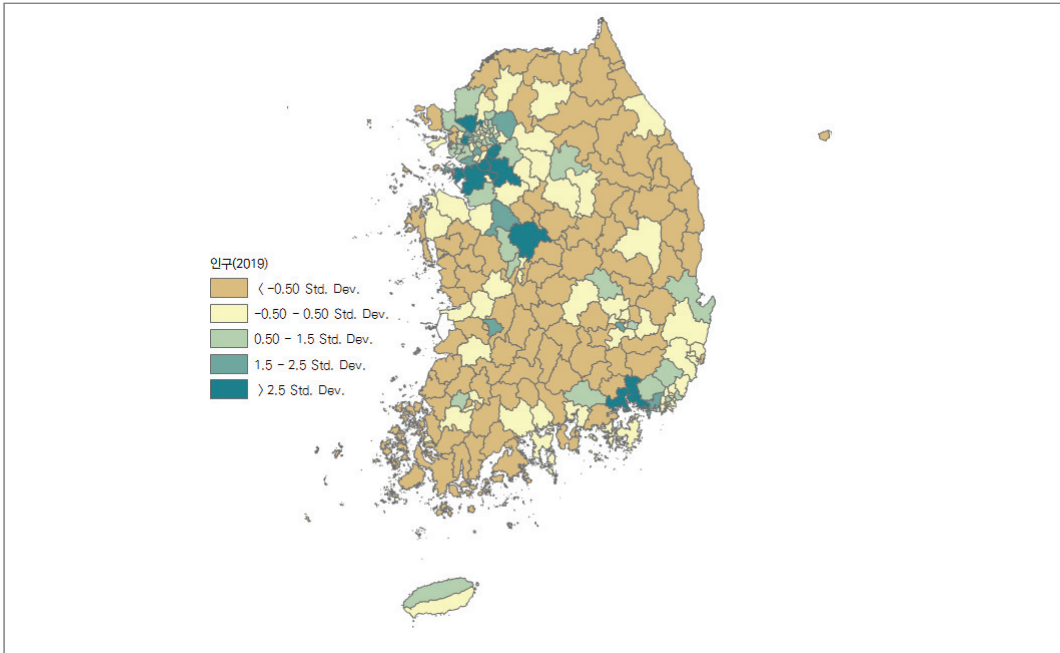 인구(2019)
< -0.50 Std. Dev.
-0.50 - 0.50 Std. Dev.
0.50 - 1.5 Std. Dev.
1.5 - 2.5 Std. Dev.
> 2.5 Std. Dev.